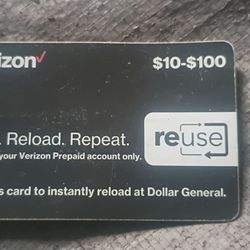 izon
$10-$100
. Reload. Repeat.
reuse
your Verizon Prepaid account only.
s card to instantly reload at Dollar General.